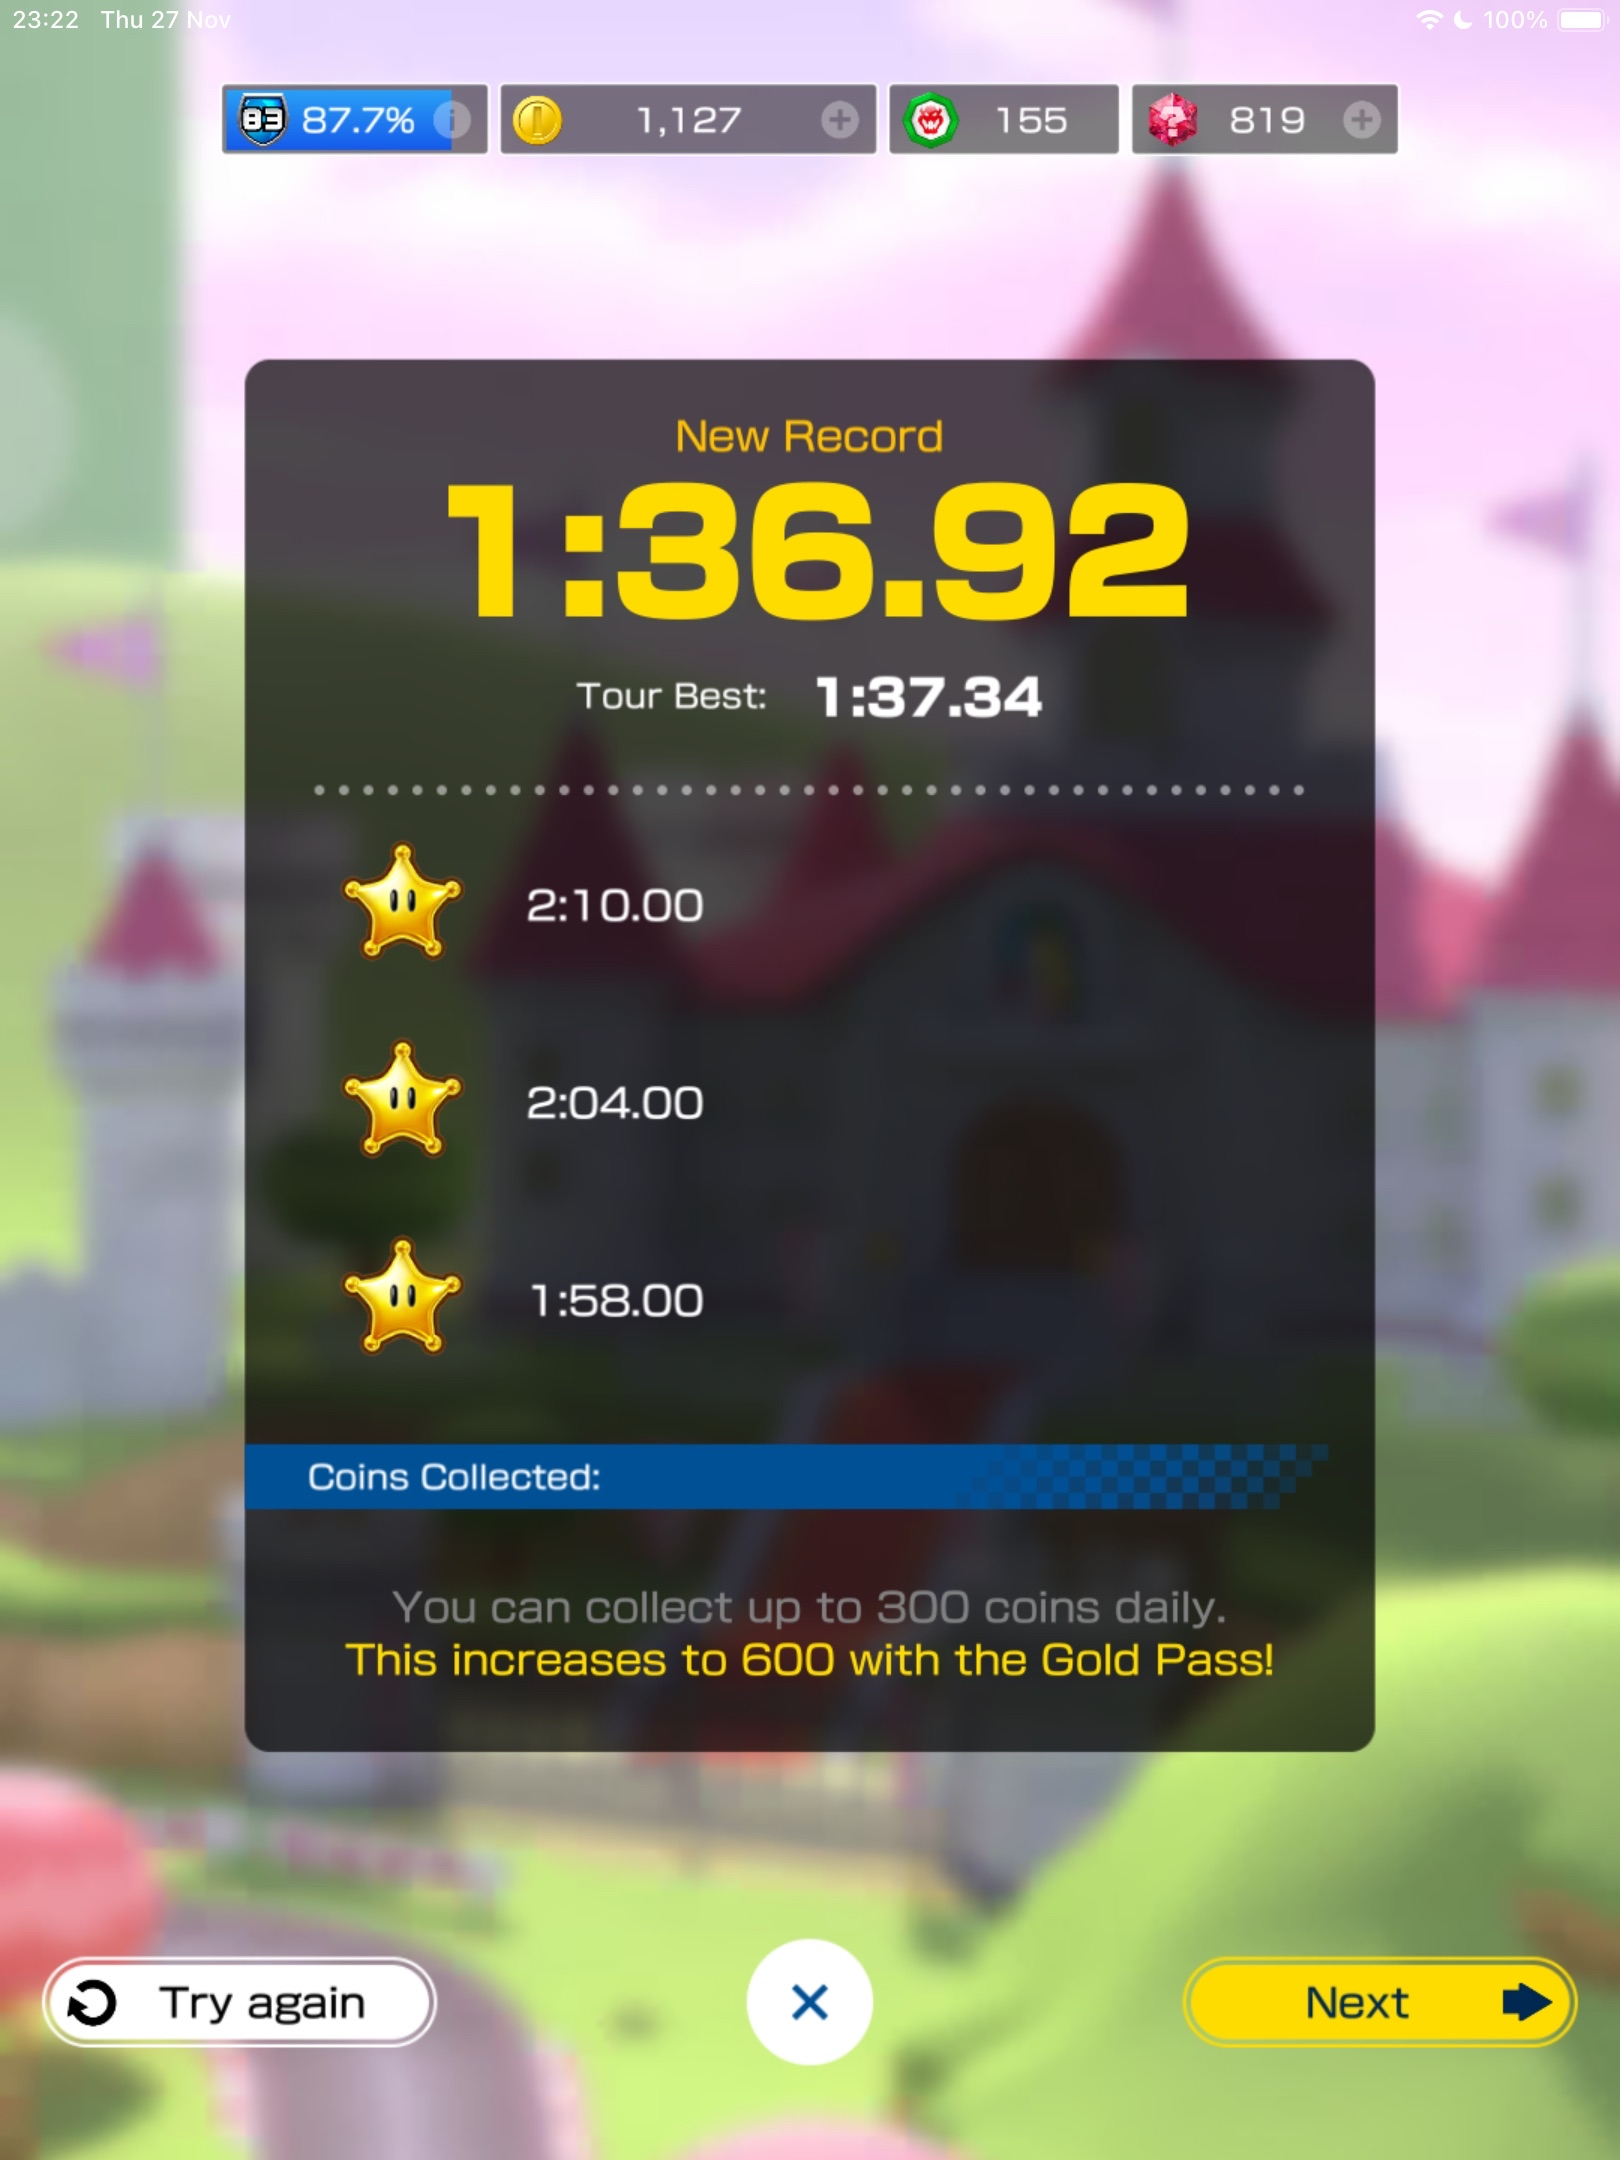 23:22 Thu 27 Nov
100%
83 87.7% i
1,127
155
? 819
New Record
1:36.92
Tour Best: 1:37.34
2:10.00
2:04.00
1:58.00
Coins Collected:
You can collect up to 300 coins daily.
This increases to 600 with the Gold Pass!
Try again
Next